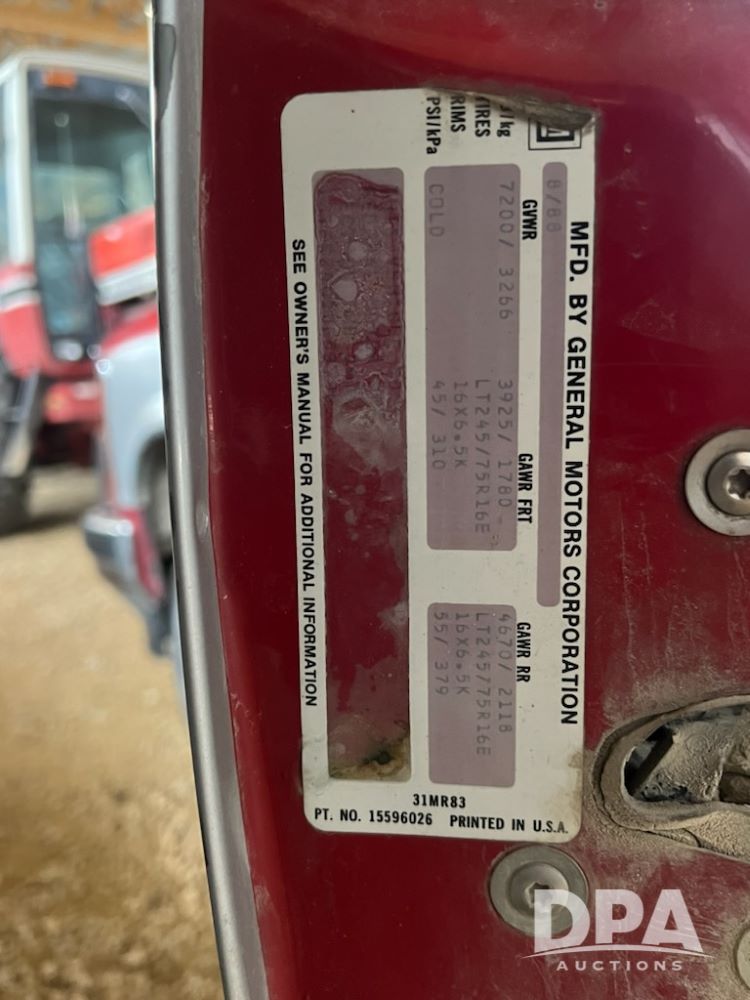 MFD. BY GENERAL MOTORS CORPORATION
8/88
GVWR GAWR FRT GAWR RR
/kg 7200/ 3266 3925/ 1780 4670/ 2118
TIRES LT245/75R16E LT245/75R16E
RIMS 16X6.5K 16X6.5K
PSI/kPa COLD 45/ 310 55/ 379
SEE OWNER'S MANUAL FOR ADDITIONAL INFORMATION
31MR83
PT. NO. 15596026 PRINTED IN U.S.A.
DPA
AUCTIONS